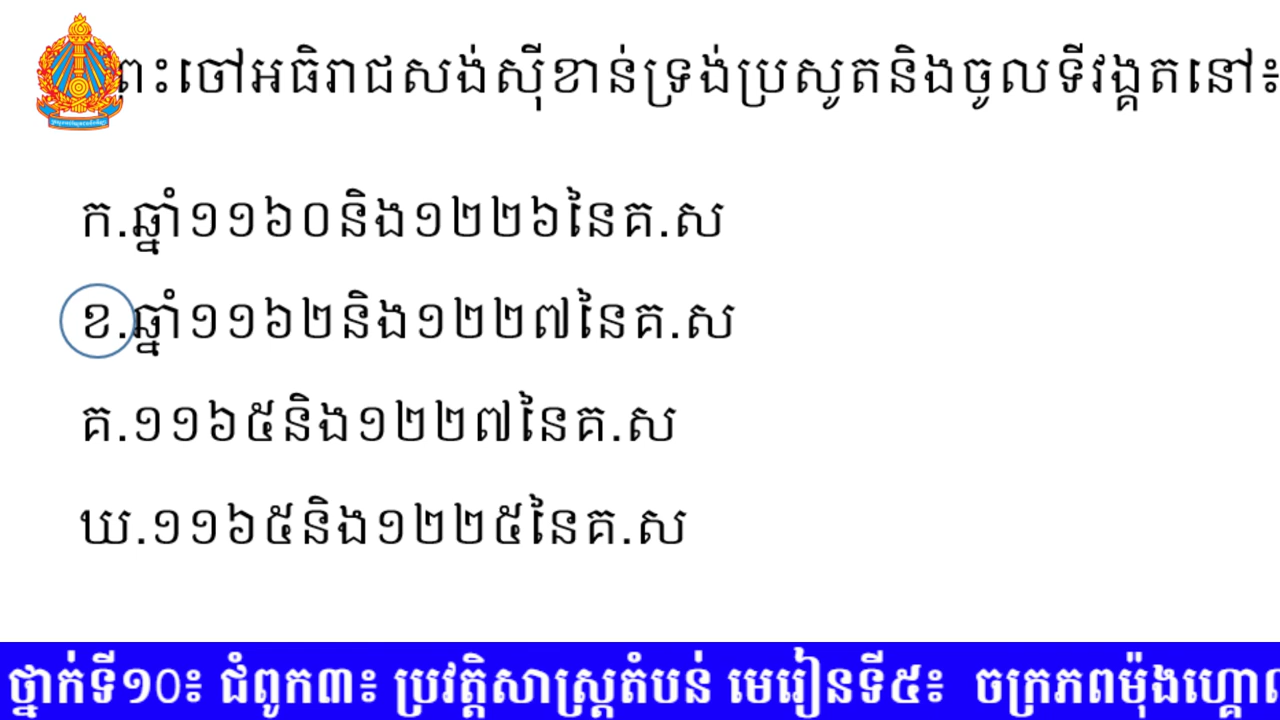 ព្រះចៅអធិរាជសង់ស៊ីខាន់ទ្រង់ប្រសូតនិងចូលទីវង្គតនៅ៖
ក.ឆ្នាំ១១៦០និង១២២៦នៃគ.ស
ខ.ឆ្នាំ១១៦២និង១២២៧នៃគ.ស
គ.១១៦៥និង១២២៧នៃគ.ស
ឃ.១១៦៥និង១២២៥នៃគ.ស
ថ្នាក់ទី១០៖ ជំពូក៣៖ ប្រវត្តិសាស្ត្រតំបន់ មេរៀនទី៥៖ ចក្រភពម៉ុងហ្គោល